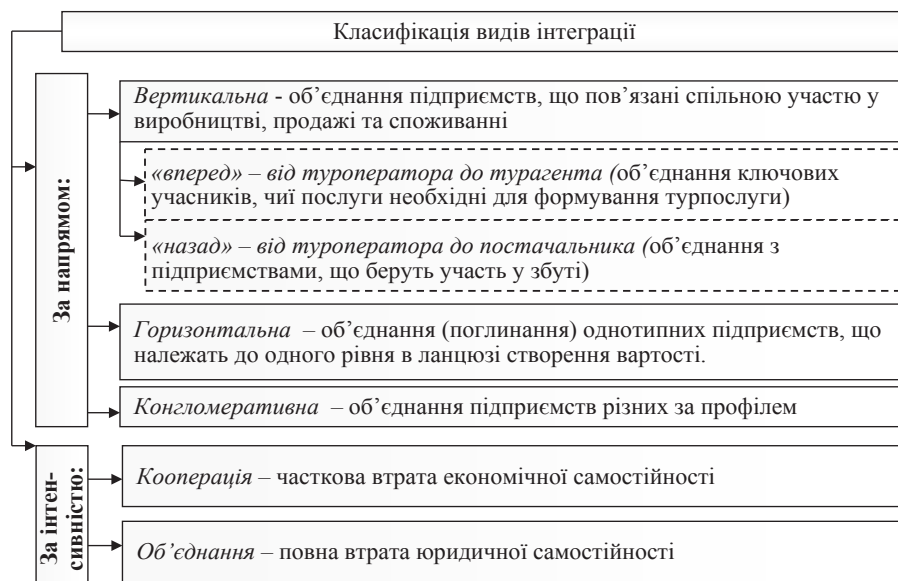 Класифікація видів інтеграції
За напрямом:
Вертикальна - об’єднання підприємств, що пов’язані спільною участю у
виробництві, продажі та споживанні
«вперед» – від туроператора до турагента (об’єднання ключових
учасників, чиї послуги необхідні для формування турпослуги)
«назад» – від туроператора до постачальника (об’єднання з
підприємствами, що беруть участь у збуті)
Горизонтальна – об’єднання (поглинання) однотипних підприємств, що
належать до одного рівня в ланцюзі створення вартості.
Конгломеративна – об’єднання підприємств різних за профілем
За інтен-
сивністю:
Кооперація – часткова втрата економічної самостійності
Об’єднання – повна втрата юридичної самостійності